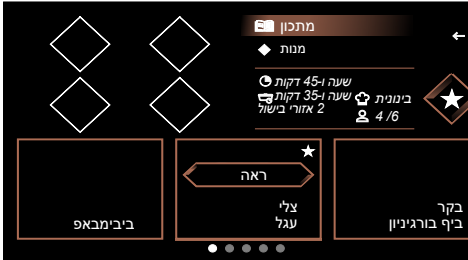 מתכון
מנות
שעה ו-45 דקות
שעה ו-35 דקות
2 אזורי בישול
בינונית
4 /6
ראה
בקר
ביף בורגיניון
צלי
עגל
ביבימבאפ